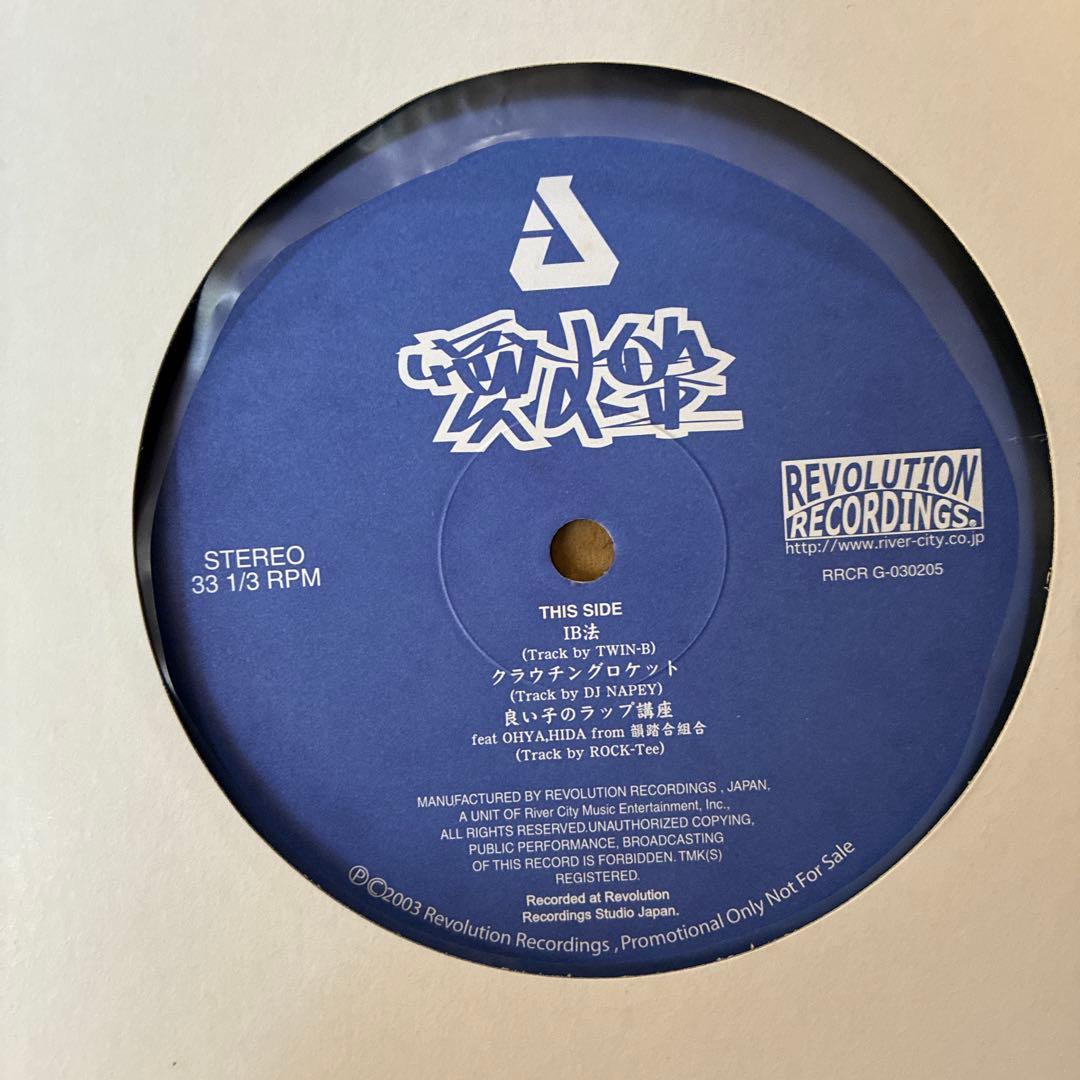 REVOLUTION
RECORDINGS®
http://www.river-city.co.jp
RRCR G-030205
STEREO
33 1/3 RPM
THIS SIDE
IB法
(Track by TWIN-B)
クラウチングロケット
(Track by DJ NAPEY)
良い子のラップ講座
feat OHYA,HIDA from 韻踏合組合
(Track by ROCK-Tee)
MANUFACTURED BY REVOLUTION RECORDINGS , JAPAN,
A UNIT OF River City Music Entertainment, Inc.,
ALL RIGHTS RESERVED.UNAUTHORIZED COPYING,
PUBLIC PERFORMANCE, BROADCASTING
OF THIS RECORD IS FORBIDDEN. TMK(S)
REGISTERED.
Recorded at Revolution
Recordings Studio Japan.
ⓅⒸ2003 Revolution Recordings , Promotional Only Not For Sale